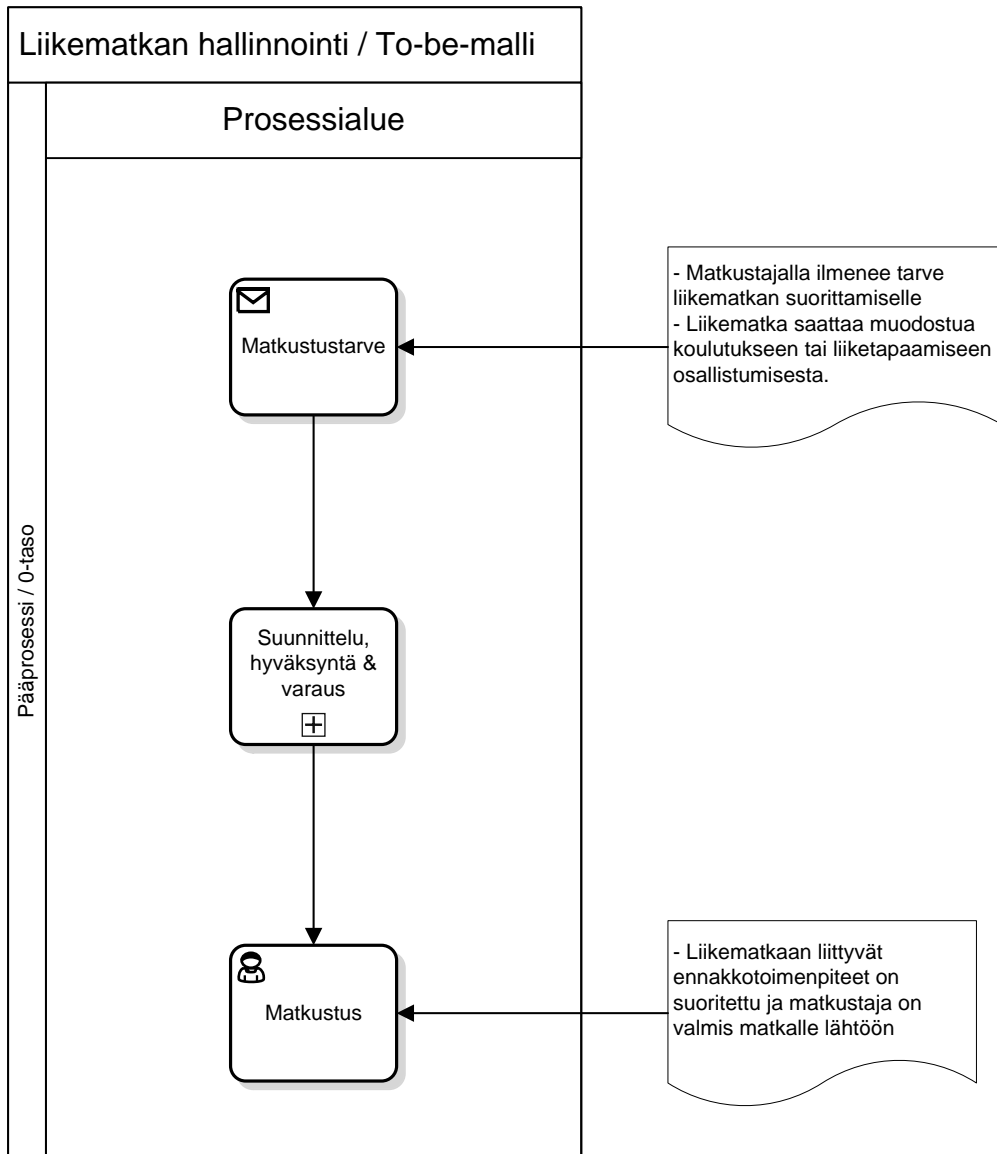 Liikematkan hallinnointi / To-be-malli
Prosessialue
Pääprosessi / 0-taso
Matkustustarve
- Matkustajalla ilmenee tarve
liikematkan suorittamiselle
- Liikematka saattaa muodostua
koulutukseen tai liiketapaamiseen
osallistumisesta.
Suunnittelu,
hyväksyntä &
varaus
Matkustus
- Liikematkaan liittyvät
ennakkotoimenpiteet on
suoritettu ja matkustaja on
valmis matkalle lähtöön